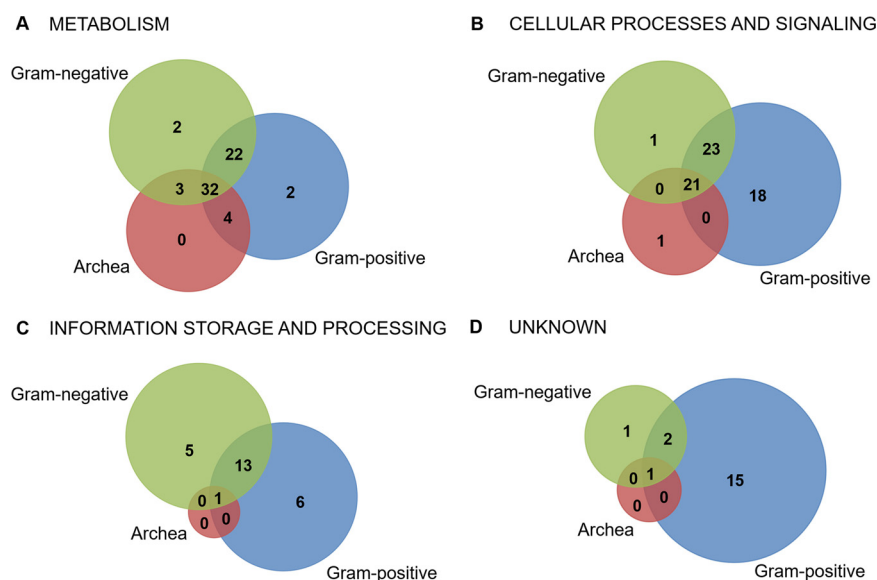 A METABOLISM
Gram-negative
2
22
3 32 2
4
0
Archea
Gram-positive
B CELLULAR PROCESSES AND SIGNALING
Gram-negative
1
23
0 21 18
0
1
Archea
Gram-positive
C INFORMATION STORAGE AND PROCESSING
Gram-negative
5
13
0 1 6
0 0
Archea
Gram-positive
D UNKNOWN
Gram-negative
1 2
0 1 15
0 0
Archea
Gram-positive